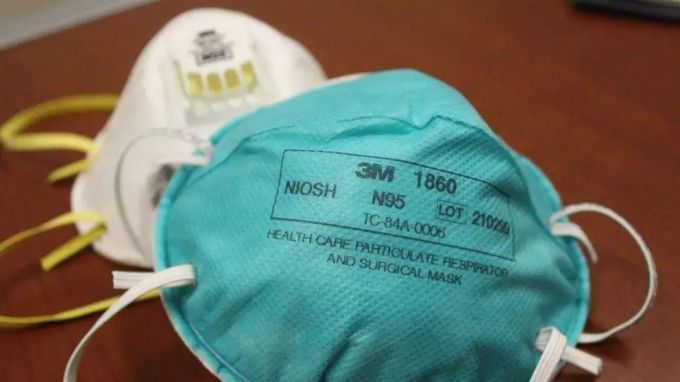 3M 1860
NIOSH N95 LOT
TC-84A-0006
HEALTH CARE PARTICULATE RESPIRATOR
AND SURGICAL MASK